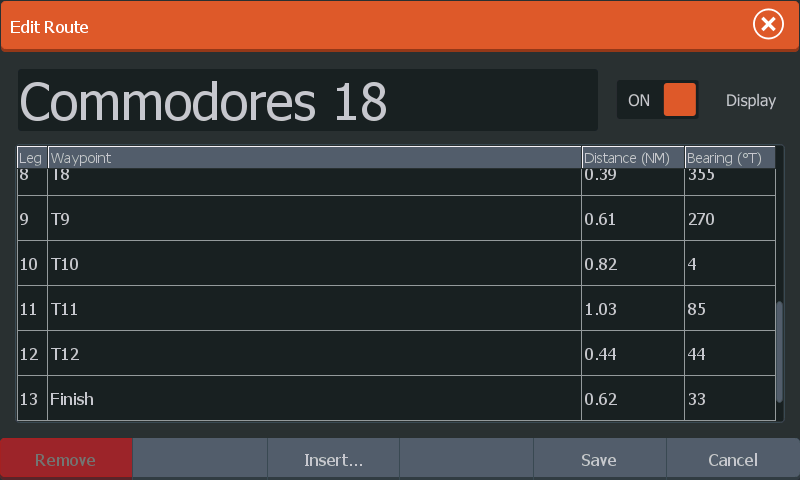 Edit Route
Commodores 18
ON
Display
Leg Waypoint Distance (NM) Bearing (°T)
8 T8 0.39 355
9 T9 0.61 270
10 T10 0.82 4
11 T11 1.03 85
12 T12 0.44 44
13 Finish 0.62 33
Remove Insert... Save Cancel